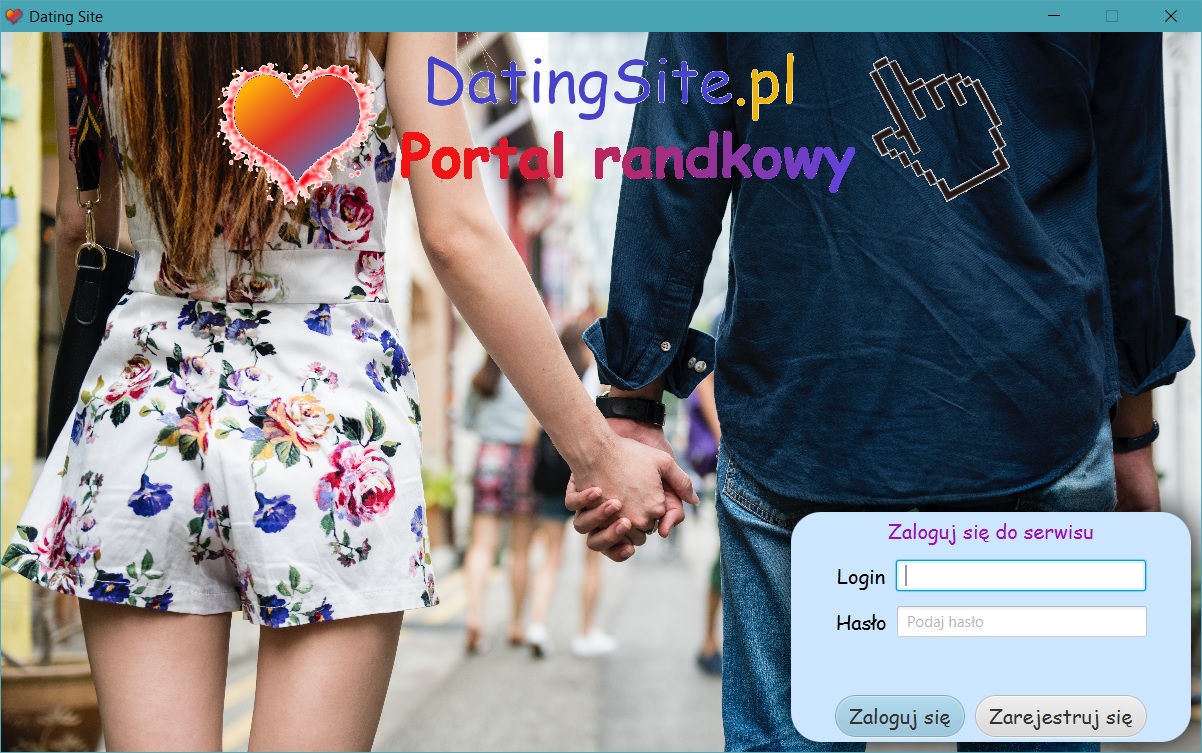 Dating Site
DatingSite.pl
Portal randkowy
Zaloguj się do serwisu
Login
Hasło Podaj hasło
Zaloguj się Zarejestruj się